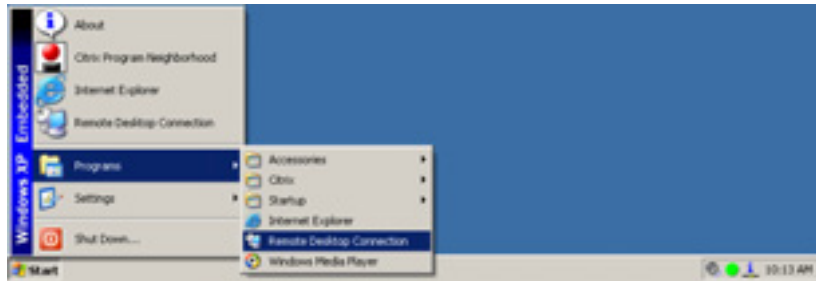 About
Citrix Program Neighborhood
Internet Explorer
Remote Desktop Connection
Windows XP Embedded
Programs
Settings
Shut Down...
Accessories
Citrix
Startup
Internet Explorer
Remote Desktop Connection
Windows Media Player
Start
10:13 AM